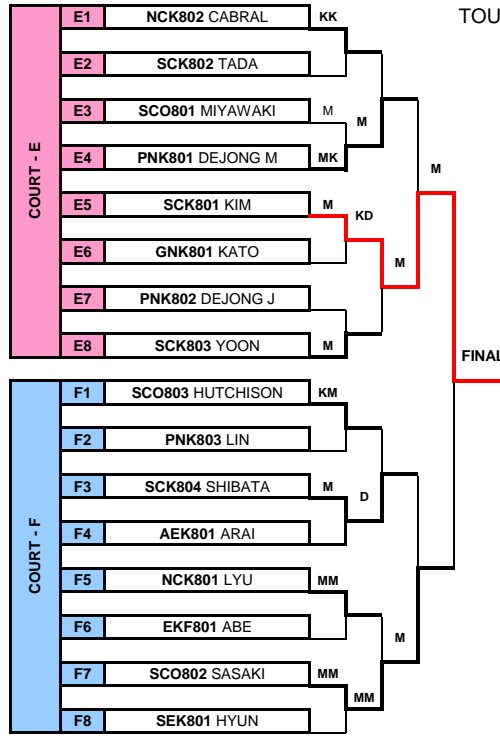 TOU
COURT - E
E1 NCK802 CABRAL KK
E2 SCK802 TADA
E3 SCO801 MIYAWAKI M
M
E4 PNK801 DEJONG M MK
M
E5 SCK801 KIM M
KD
E6 GNK801 KATO
M
E7 PNK802 DEJONG J
E8 SCK803 YOON M
FINAL
COURT - F
F1 SCO803 HUTCHISON KM
F2 PNK803 LIN
F3 SCK804 SHIBATA M
D
F4 AEK801 ARAI
F5 NCK801 LYU MM
F6 EKF801 ABE
M
F7 SCO802 SASAKI MM
MM
F8 SEK801 HYUN